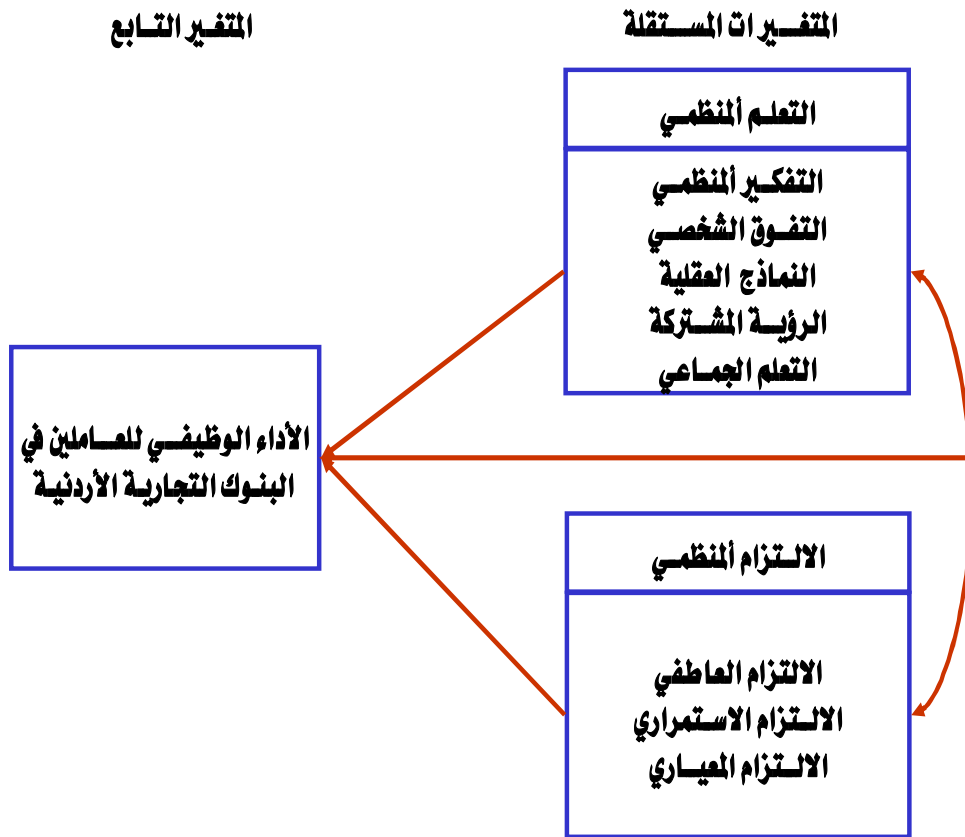 المتغيرات المستقلة
المتغير التابع
التعلم ألمنظمي
التفكير ألمنظمي
التفوق الشخصي
النماذج العقلية
الرؤية المشتركة
التعلم الجماعي
الأداء الوظيفي للعاملين في
البنوك التجارية الأردنية
الالتزام ألمنظمي
الالتزام العاطفي
الالتزام الاستمراري
الالتزام المعياري